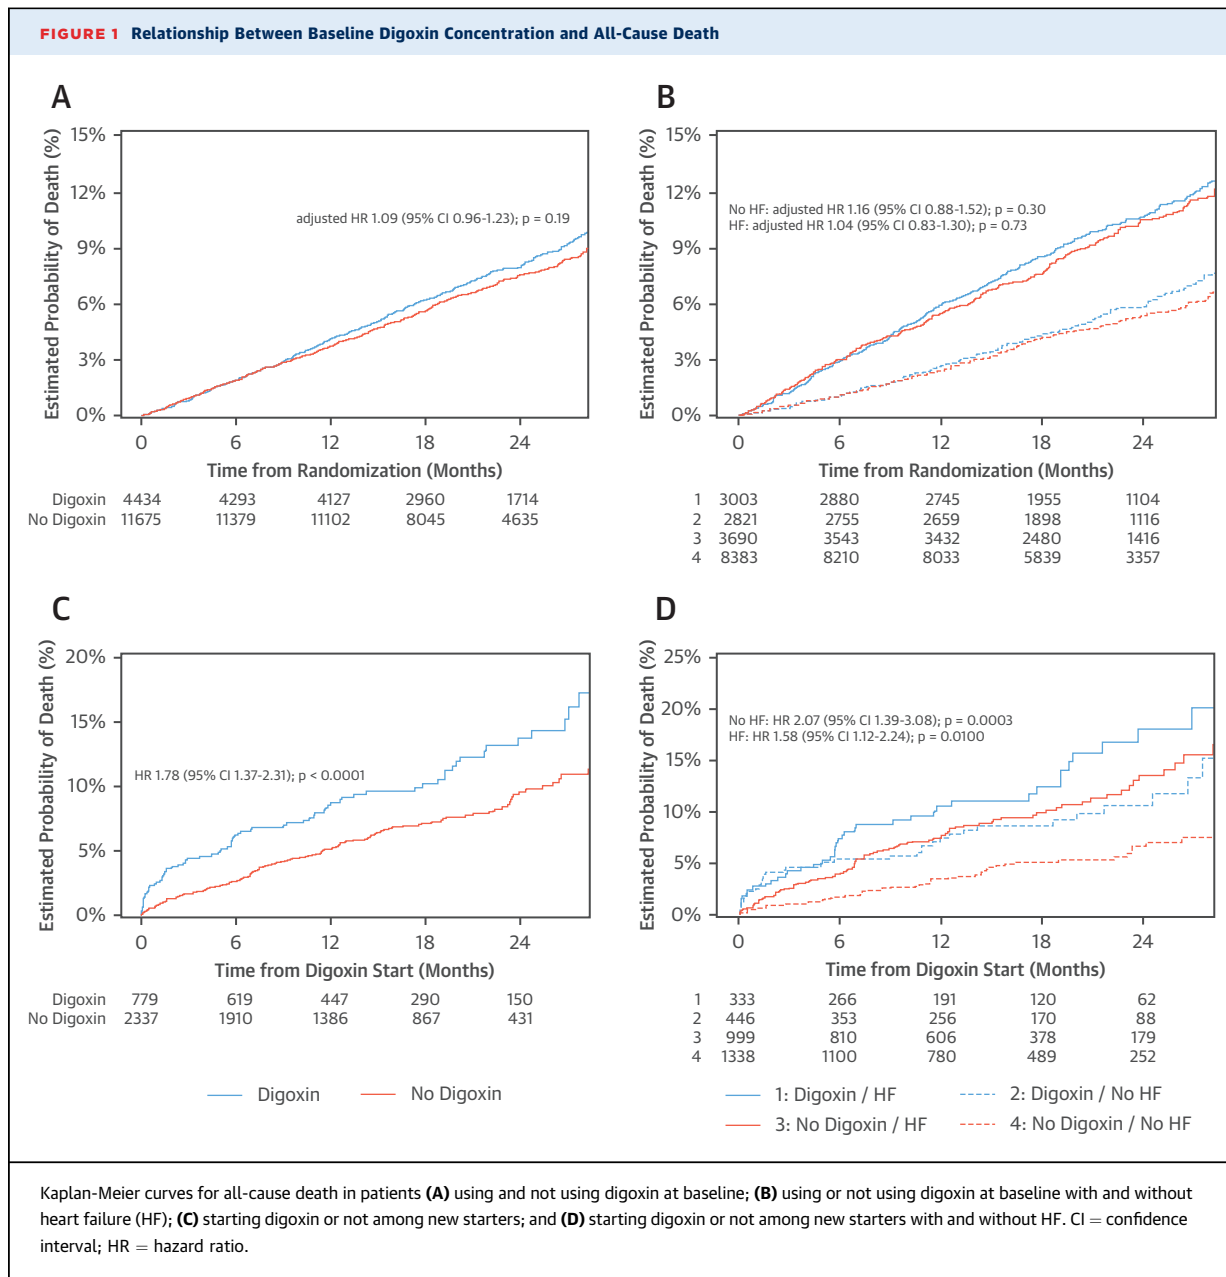 FIGURE 1 Relationship Between Baseline Digoxin Concentration and All-Cause Death
A
Estimated Probability of Death (%)
15%
12%
9%
6%
3%
0%
adjusted HR 1.09 (95% CI 0.96-1.23); p = 0.19
0 6 12 18 24
Time from Randomization (Months)
Digoxin 4434 4293 4127 2960 1714
No Digoxin 11675 11379 11102 8045 4635
B
Estimated Probability of Death (%)
15%
12%
9%
6%
3%
0%
No HF: adjusted HR 1.16 (95% CI 0.88-1.52); p = 0.30
HF: adjusted HR 1.04 (95% CI 0.83-1.30); p = 0.73
0 6 12 18 24
Time from Randomization (Months)
1 3003 2880 2745 1955 1104
2 2821 2755 2659 1898 1116
3 3690 3543 3432 2480 1416
4 8383 8210 8033 5839 3357
C
Estimated Probability of Death (%)
20%
15%
10%
5%
0%
HR 1.78 (95% CI 1.37-2.31); p < 0.0001
0 6 12 18 24
Time from Digoxin Start (Months)
Digoxin 779 619 447 290 150
No Digoxin 2337 1910 1386 867 431
Digoxin No Digoxin
D
Estimated Probability of Death (%)
25%
20%
15%
10%
5%
0%
No HF: HR 2.07 (95% CI 1.39-3.08); p = 0.0003
HF: HR 1.58 (95% CI 1.12-2.24); p = 0.0100
0 6 12 18 24
Time from Digoxin Start (Months)
1 333 266 191 120 62
2 446 353 256 170 88
3 999 810 606 378 179
4 1338 1100 780 489 252
1: Digoxin / HF 2: Digoxin / No HF
3: No Digoxin / HF 4: No Digoxin / No HF
Kaplan-Meier curves for all-cause death in patients (A) using and not using digoxin at baseline; (B) using or not using digoxin at baseline with and without
heart failure (HF); (C) starting digoxin or not among new starters; and (D) starting digoxin or not among new starters with and without HF. CI = confidence
interval; HR = hazard ratio.